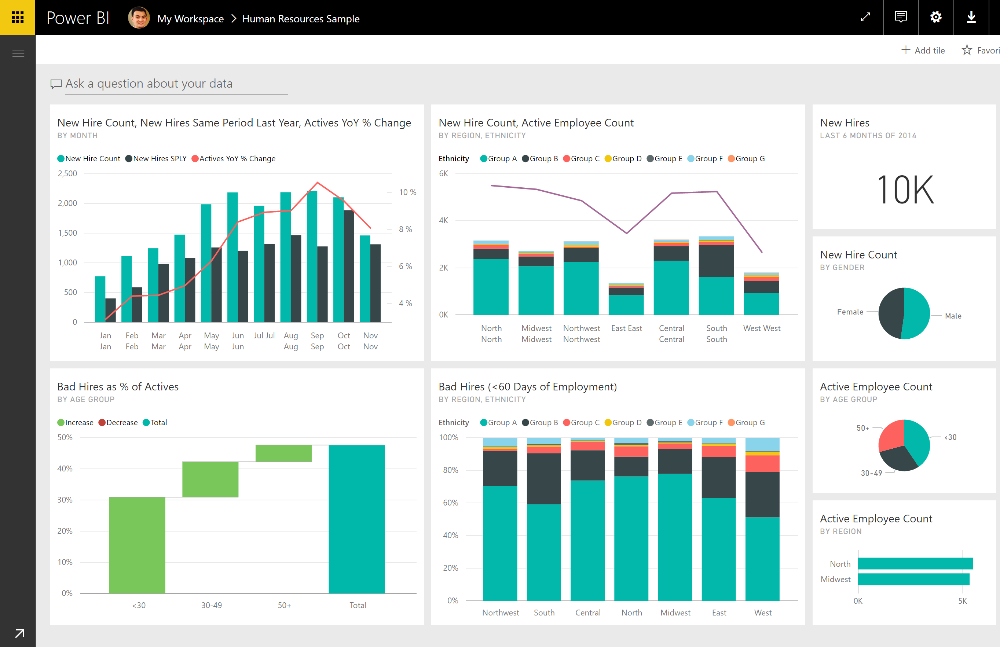 Power BI
My Workspace > Human Resources Sample
Add tile
Favori
Ask a question about your data
New Hire Count, New Hires Same Period Last Year, Actives YoY % Change
BY MONTH
New Hire Count New Hires SPLY Actives YoY % Change
2,500
2,000
1,500
1,000
500
0
10 %
8 %
6 %
4 %
Jan Feb Mar Apr May Jun Jul Jul Aug Sep Oct Nov
Jan Feb Mar Apr May Jun Aug Sep Oct Nov
New Hire Count, Active Employee Count
BY REGION, ETHNICITY
Ethnicity Group A Group B Group C Group D Group E Group F Group G
6K
4K
2K
0K
North Midwest Northwest East East Central South West West
North Midwest Northwest Central South
New Hires
LAST 6 MONTHS OF 2014
10K
New Hire Count
BY GENDER
Female
Male
Bad Hires as % of Actives
BY AGE GROUP
Increase Decrease Total
50%
40%
30%
20%
10%
0%
<30 30-49 50+ Total
Bad Hires (<60 Days of Employment)
BY REGION, ETHNICITY
Ethnicity Group A Group B Group C Group D Group E Group F Group G
100%
80%
60%
40%
20%
0%
Northwest South Central North Midwest East West
Active Employee Count
BY AGE GROUP
50+
<30
30-49
Active Employee Count
BY REGION
North
Midwest
0K 5K